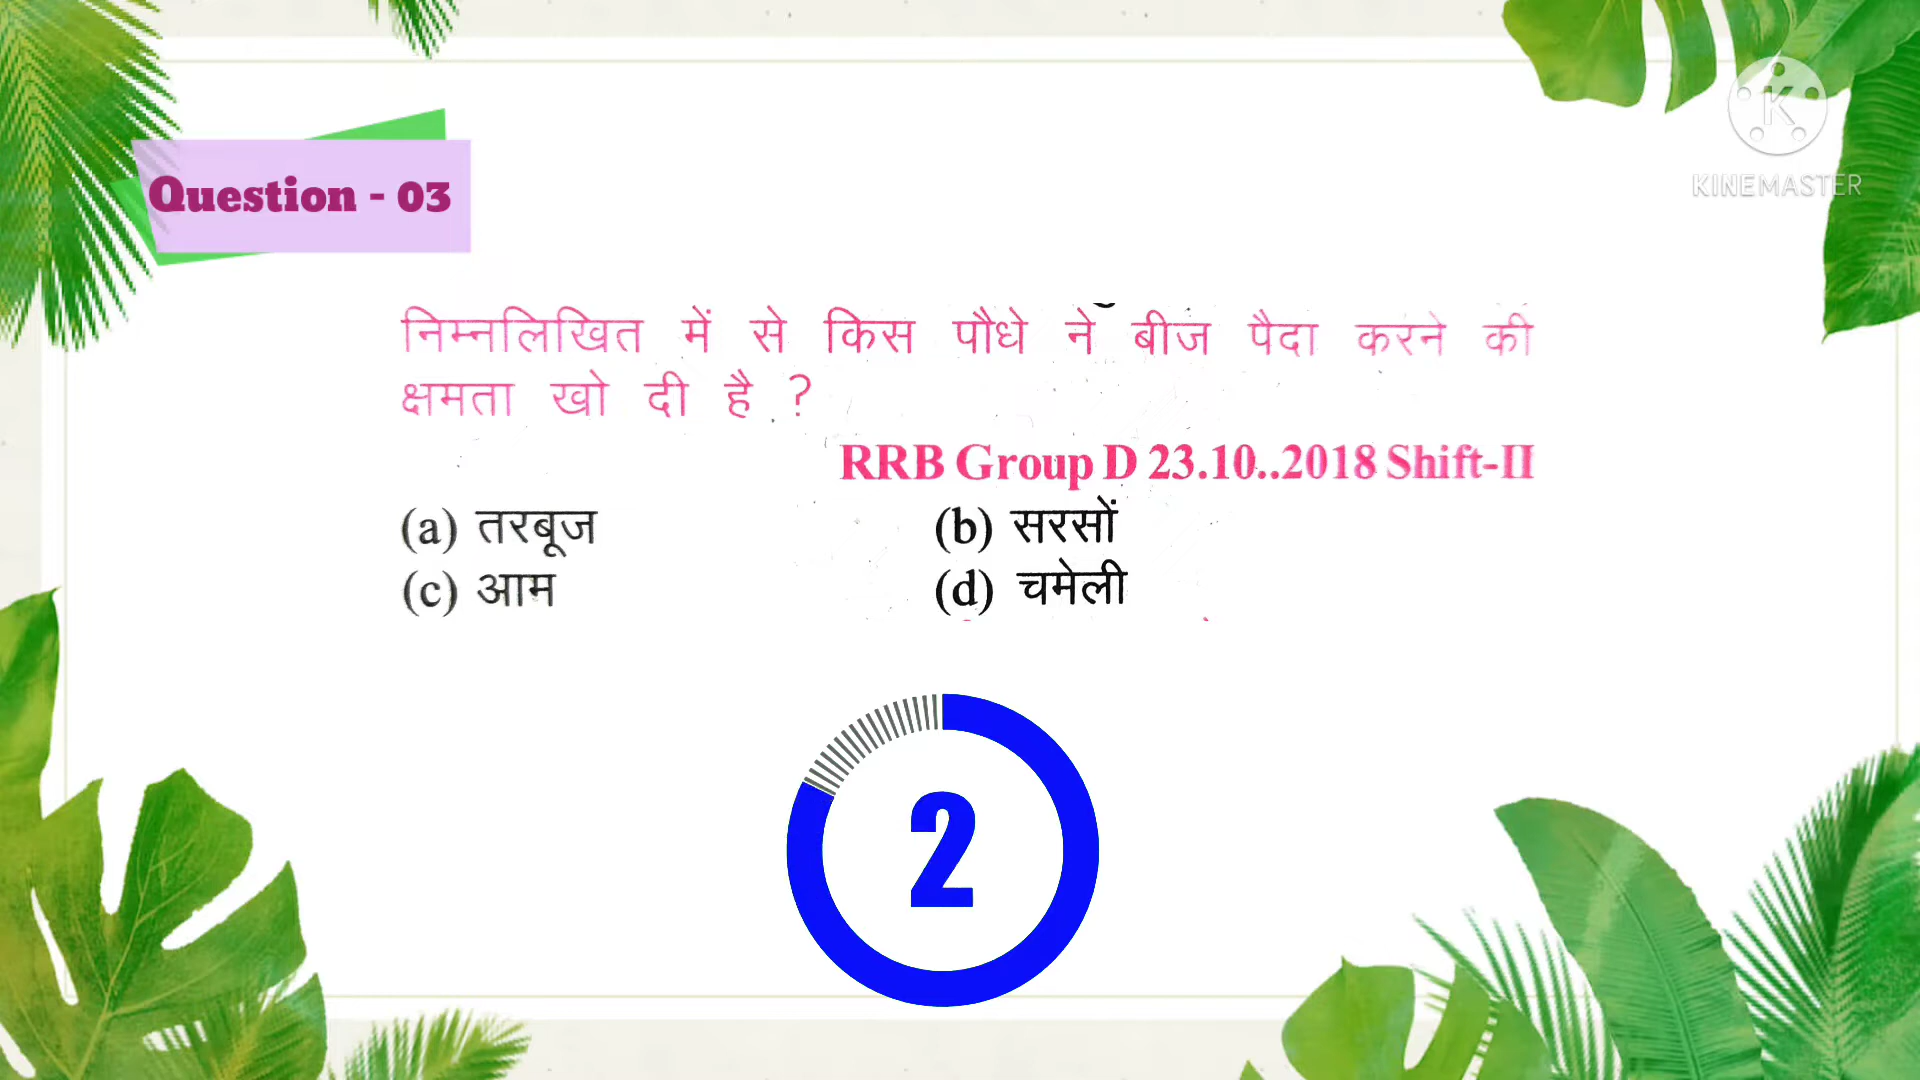 Question - 03
KINEMASTER
निम्नलिखित में से किस पौधे ने बीज पैदा करने की
क्षमता खो दी है ?
RRB Group D 23.10..2018 Shift-II
(a) तरबूज (b) सरसों
(c) आम (d) चमेली
2